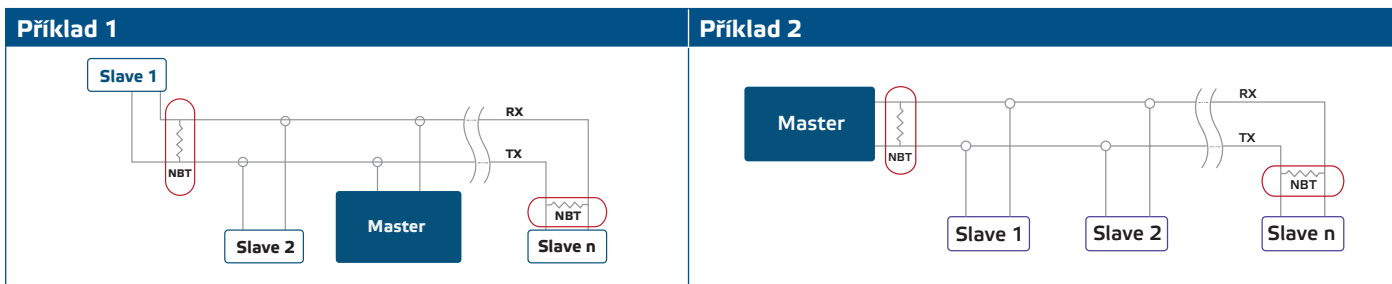 Příklad 1
Slave 1
RX
TX
NBT
NBT
Master
Slave 2
Slave n
Příklad 2
RX
Master
TX
NBT
NBT
Slave 1
Slave 2
Slave n